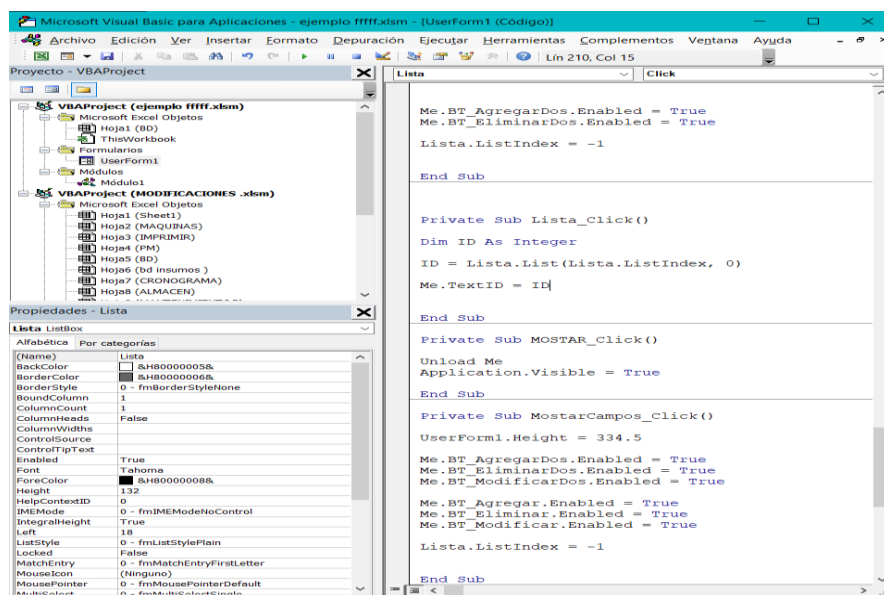 Microsoft Visual Basic para Aplicaciones - ejemplo fffff.xlsm - [UserForm1 (Código)]
Archivo Edición Ver Insertar Formato Depuración Ejecutar Herramientas Complementos Ventana Ayuda
Lín 210, Col 15
Proyecto - VBAProject
VBAProject (ejemplo fffff.xlsm)
Microsoft Excel Objetos
Hoja1 (BD)
ThisWorkbook
Formularios
UserForm1
Módulos
Módulo1
VBAProject (MODIFICACIONES .xlsm)
Microsoft Excel Objetos
Hoja1 (Sheet1)
Hoja2 (MAQUINAS)
Hoja3 (IMPRIMIR)
Hoja4 (PM)
Hoja5 (BD)
Hoja6 (bd insumos )
Hoja7 (CRONOGRAMA)
Hoja8 (ALMACEN)
Propiedades - Lista
Lista ListBox
Alfabética Por categorías
(Name) Lista
BackColor &H80000005&
BorderColor &H80000006&
BorderStyle 0 - fmBorderStyleNone
BoundColumn 1
ColumnCount 1
ColumnHeads False
ColumnWidths
ControlSource
ControlTipText
Enabled True
Font Tahoma
ForeColor &H80000008&
Height 132
HelpContextID 0
IMEMode 0 - fmIMEModeNoControl
IntegralHeight True
Left 18
ListStyle 0 - fmListStylePlain
Locked False
MatchEntry 0 - fmMatchEntryFirstLetter
MouseIcon (Ninguno)
MousePointer 0 - fmMousePointerDefault
MultiSelect 0 - fmMultiSelectSingle
Lista Click
Me.BT_AgregarDos.Enabled = True
Me.BT_EliminarDos.Enabled = True
Lista.ListIndex = -1
End Sub
Private Sub Lista_Click()
Dim ID As Integer
ID = Lista.List(Lista.ListIndex, 0)
Me.TextID = ID
End Sub
Private Sub MOSTAR_Click()
Unload Me
Application.Visible = True
End Sub
Private Sub MostarCampos_Click()
UserForm1.Height = 334.5
Me.BT_AgregarDos.Enabled = True
Me.BT_EliminarDos.Enabled = True
Me.BT_ModificarDos.Enabled = True
Me.BT_Agregar.Enabled = True
Me.BT_Eliminar.Enabled = True
Me.BT_Modificar.Enabled = True
Lista.ListIndex = -1
End Sub